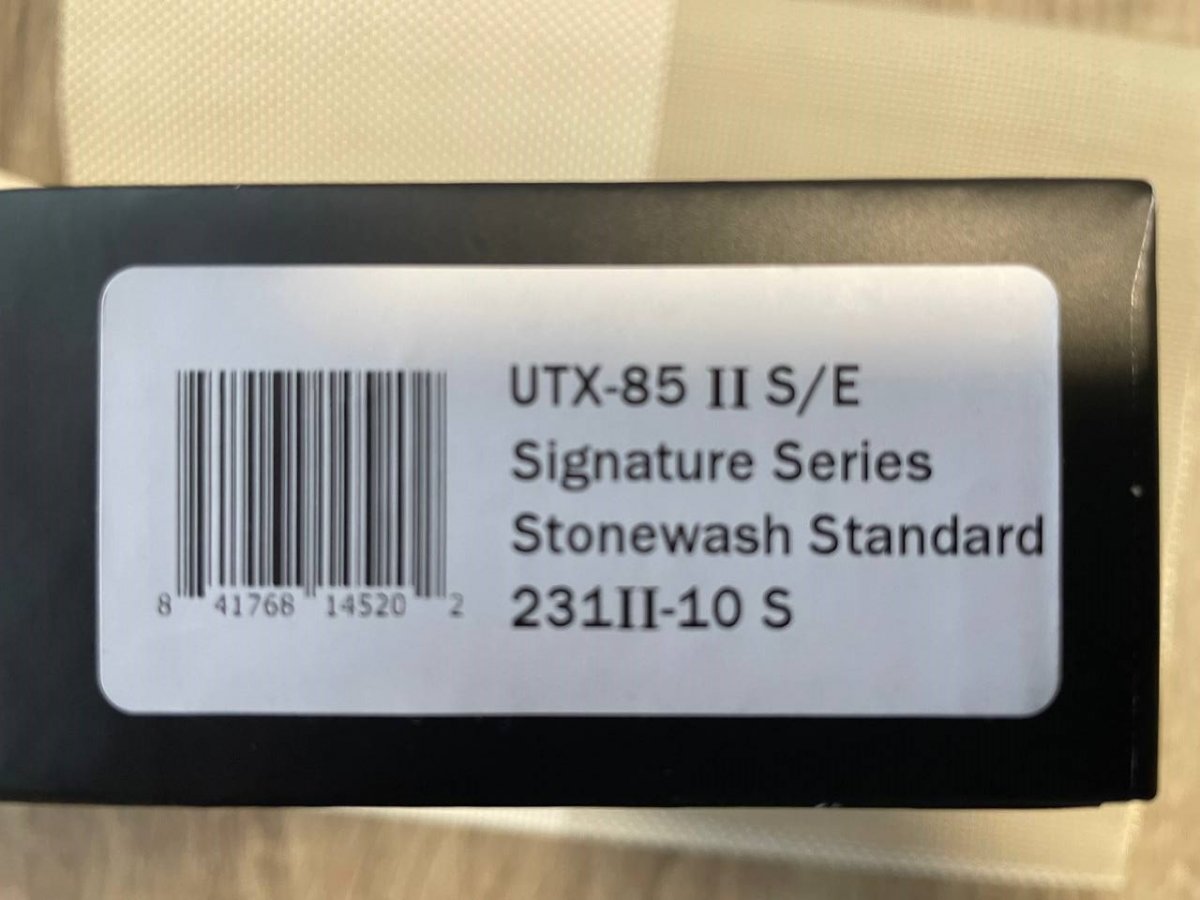 UTX-85 II S/E
Signature Series
Stonewash Standard
231II-10 S
8 41768 14520 2